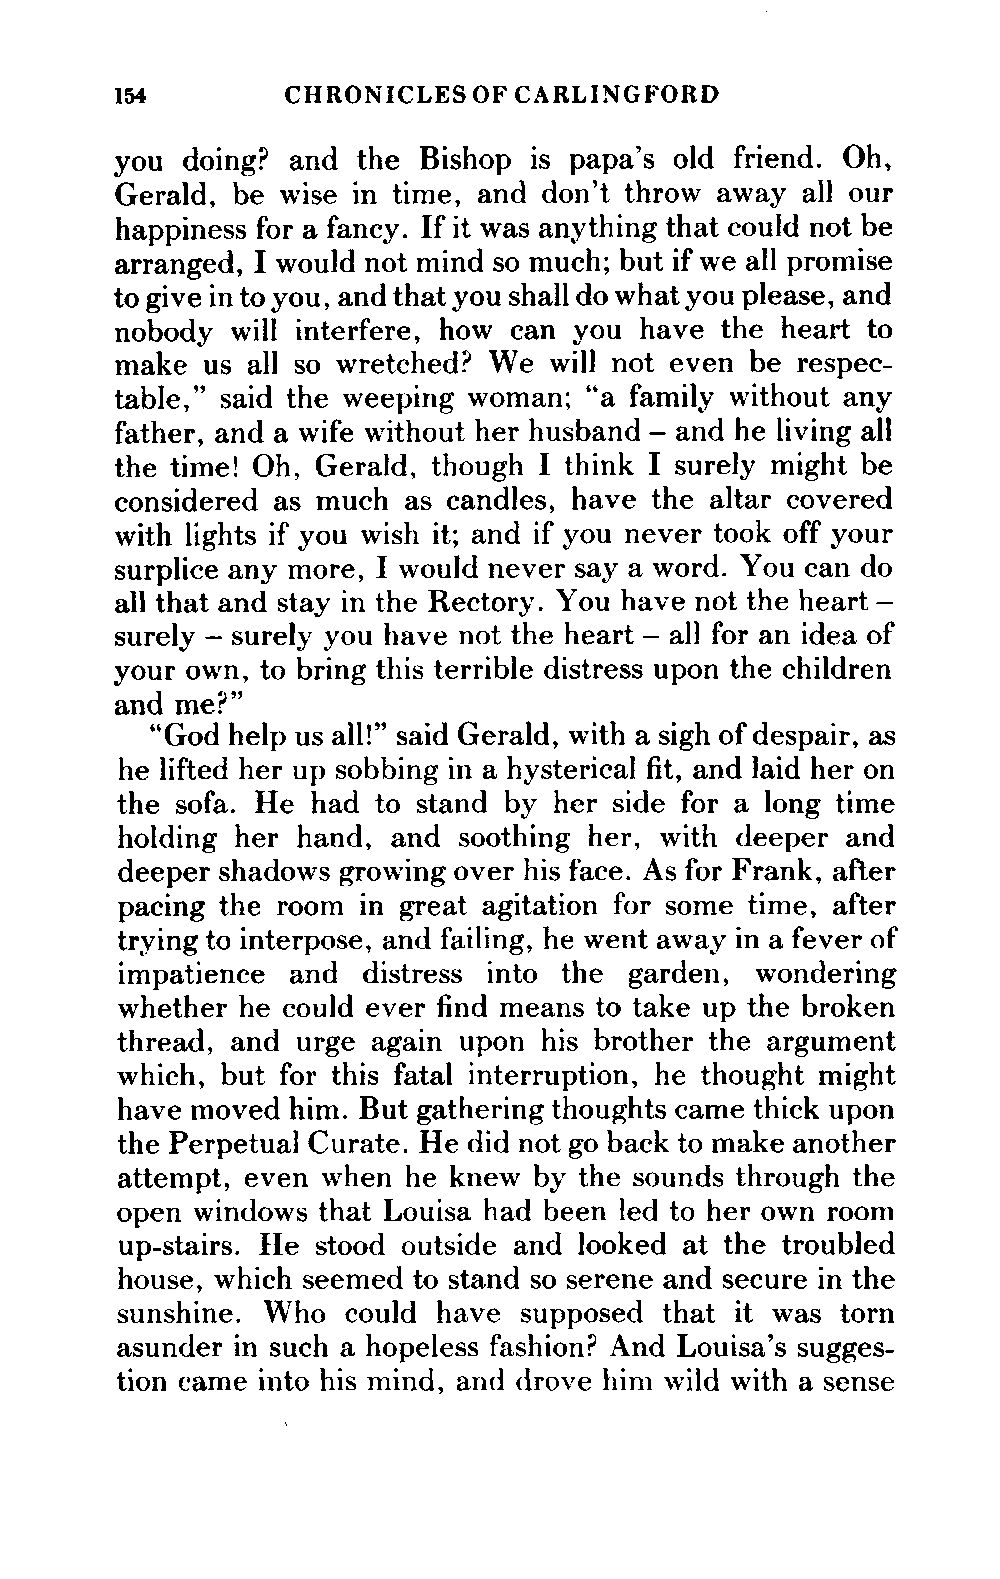 154 CHRONICLES OF CARLINGFORD
you doing? and the Bishop is papa's old friend. Oh,
Gerald, be wise in time, and don't throw away all our
happiness for a fancy. If it was anything that could not be
arranged, I would not mind so much; but if we all promise
to give in to you, and that you shall do what you please, and
nobody will interfere, how can you have the heart to
make us all so wretched? We will not even be respec-
table,” said the weeping woman; “a family without any
father, and a wife without her husband – and he living all
the time! Oh, Gerald, though I think I surely might be
considered as much as candles, have the altar covered
with lights if you wish it; and if you never took off your
surplice any more, I would never say a word. You can do
all that and stay in the Rectory. You have not the heart –
surely – surely you have not the heart – all for an idea of
your own, to bring this terrible distress upon the children
and me?”
“God help us all!” said Gerald, with a sigh of despair, as
he lifted her up sobbing in a hysterical fit, and laid her on
the sofa. He had to stand by her side for a long time
holding her hand, and soothing her, with deeper and
deeper shadows growing over his face. As for Frank, after
pacing the room in great agitation for some time, after
trying to interpose, and failing, he went away in a fever of
impatience and distress into the garden, wondering
whether he could ever find means to take up the broken
thread, and urge again upon his brother the argument
which, but for this fatal interruption, he thought might
have moved him. But gathering thoughts came thick upon
the Perpetual Curate. He did not go back to make another
attempt, even when he knew by the sounds through the
open windows that Louisa had been led to her own room
up-stairs. He stood outside and looked at the troubled
house, which seemed to stand so serene and secure in the
sunshine. Who could have supposed that it was torn
asunder in such a hopeless fashion? And Louisa's sugges-
tion came into his mind, and drove him wild with a sense